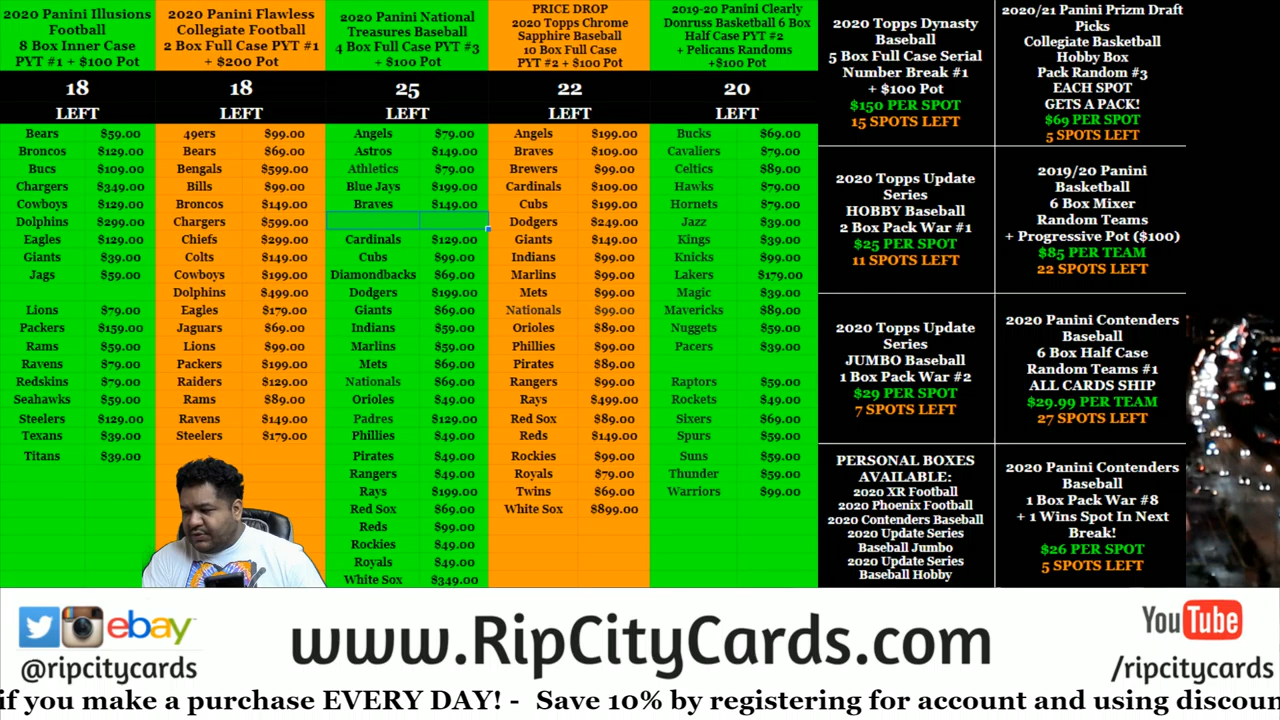 2020 Panini Illusions
Football
8 Box Inner Case
PYT #1 + $100 Pot
18
LEFT
Bears $59.00
Broncos $129.00
Bucs $109.00
Chargers $349.00
Cowboys $129.00
Dolphins $299.00
Eagles $129.00
Giants $39.00
Jags $59.00
Lions $79.00
Packers $159.00
Rams $59.00
Ravens $79.00
Redskins $79.00
Seahawks $59.00
Steelers $129.00
Texans $39.00
Titans $39.00
2020 Panini Flawless
Collegiate Football
2 Box Full Case PYT #1
+ $200 Pot
18
LEFT
49ers $99.00
Bears $69.00
Bengals $599.00
Bills $99.00
Broncos $149.00
Chargers $599.00
Chiefs $299.00
Colts $149.00
Cowboys $199.00
Dolphins $499.00
Eagles $179.00
Jaguars $69.00
Lions $99.00
Packers $199.00
Raiders $129.00
Rams $89.00
Ravens $149.00
Steelers $179.00
2020 Panini National
Treasures Baseball
4 Box Full Case PYT #3
+ $100 Pot
25
LEFT
Angels $79.00
Astros $149.00
Athletics $79.00
Blue Jays $199.00
Braves $149.00
Cardinals $129.00
Cubs $99.00
Diamondbacks $69.00
Dodgers $199.00
Giants $69.00
Indians $59.00
Marlins $59.00
Mets $69.00
Nationals $69.00
Orioles $49.00
Padres $129.00
Phillies $49.00
Pirates $49.00
Rangers $49.00
Rays $199.00
Red Sox $69.00
Reds $99.00
Rockies $49.00
Royals $49.00
White Sox $349.00
PRICE DROP
2020 Topps Chrome
Sapphire Baseball
10 Box Full Case
PYT #2 + $100 Pot
22
LEFT
Angels $199.00
Braves $109.00
Brewers $99.00
Cardinals $109.00
Cubs $199.00
Dodgers $249.00
Giants $149.00
Indians $99.00
Marlins $99.00
Mets $99.00
Nationals $99.00
Orioles $89.00
Phillies $99.00
Pirates $89.00
Rangers $99.00
Rays $499.00
Red Sox $89.00
Reds $149.00
Rockies $99.00
Royals $79.00
Twins $69.00
White Sox $899.00
2019-20 Panini Clearly
Donruss Basketball 6 Box
Half Case PYT #2
+ Pelicans Randoms
+$100 Pot
20
LEFT
Bucks $69.00
Cavaliers $79.00
Celtics $89.00
Hawks $79.00
Hornets $79.00
Jazz $39.00
Kings $39.00
Knicks $99.00
Lakers $179.00
Magic $39.00
Mavericks $89.00
Nuggets $59.00
Pacers $39.00
Raptors $59.00
Rockets $49.00
Sixers $69.00
Spurs $59.00
Suns $59.00
Thunder $59.00
Warriors $99.00
2020 Topps Dynasty
Baseball
5 Box Full Case Serial
Number Break #1
+ $100 Pot
$150 PER SPOT
15 SPOTS LEFT
2020 Topps Update
Series
HOBBY Baseball
2 Box Pack War #1
$25 PER SPOT
11 SPOTS LEFT
2020 Topps Update
Series
JUMBO Baseball
1 Box Pack War #2
$29 PER SPOT
7 SPOTS LEFT
PERSONAL BOXES
AVAILABLE:
2020 XR Football
2020 Phoenix Football
2020 Contenders Baseball
2020 Update Series
Baseball Jumbo
2020 Update Series
Baseball Hobby
2020/21 Panini Prizm Draft
Picks
Collegiate Basketball
Hobby Box
Pack Random #3
EACH SPOT
GETS A PACK!
$69 PER SPOT
5 SPOTS LEFT
2019/20 Panini
Basketball
6 Box Mixer
Random Teams
+ Progressive Pot ($100)
$85 PER TEAM
22 SPOTS LEFT
2020 Panini Contenders
Baseball
6 Box Half Case
Random Teams #1
ALL CARDS SHIP
$29.99 PER TEAM
27 SPOTS LEFT
2020 Panini Contenders
Baseball
1 Box Pack War #8
+ 1 Wins Spot In Next
Break!
$26 PER SPOT
5 SPOTS LEFT
ebay
@ripcitycards
www.RipCityCards.com
YouTube
/ripcitycards
if you make a purchase EVERY DAY! - Save 10% by registering for account and using discoun